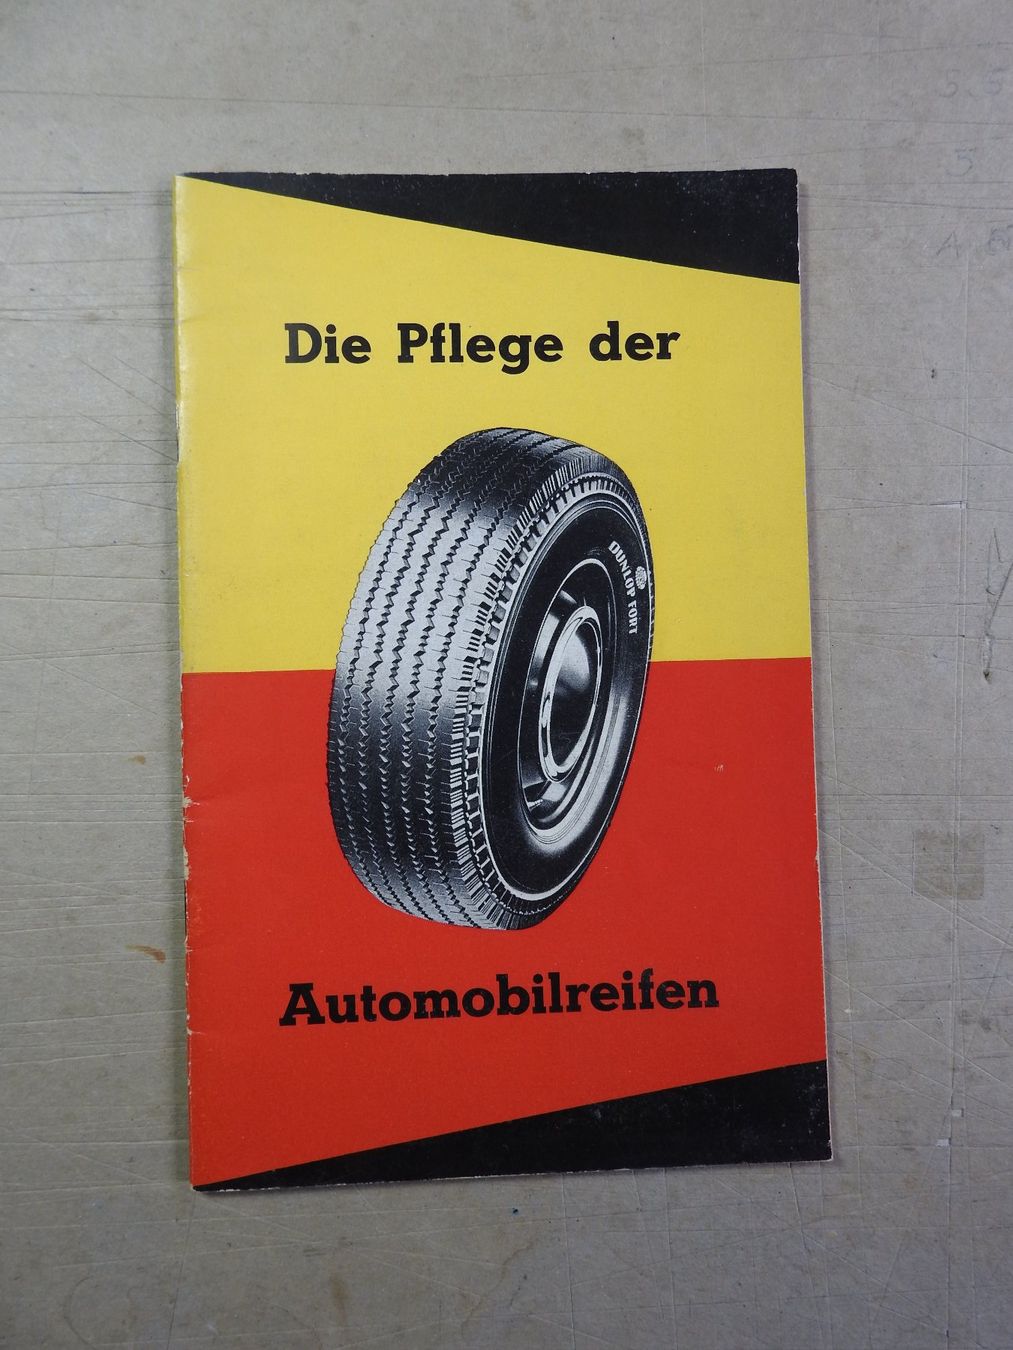 Die Pflege der
DUNLOP FORT
Automobilreifen